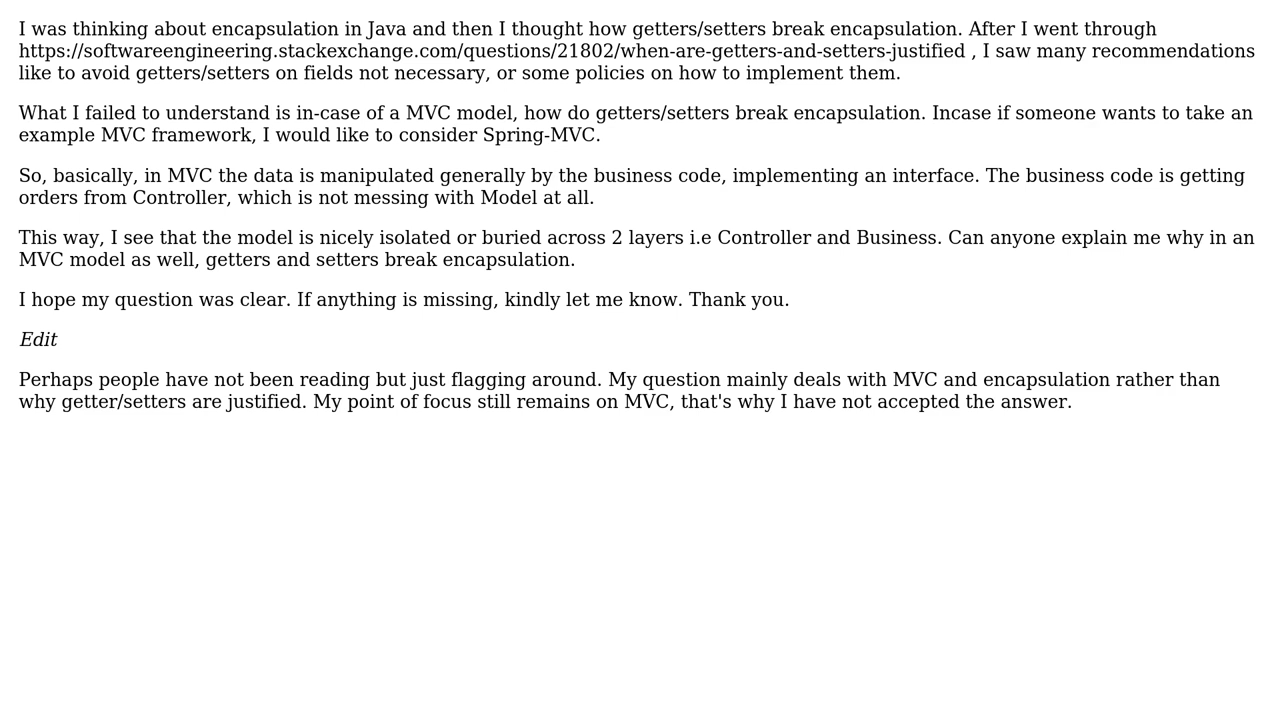 I was thinking about encapsulation in Java and then I thought how getters/setters break encapsulation. After I went through
https://softwareengineering.stackexchange.com/questions/21802/when-are-getters-and-setters-justified , I saw many recommendations
like to avoid getters/setters on fields not necessary, or some policies on how to implement them.
What I failed to understand is in-case of a MVC model, how do getters/setters break encapsulation. Incase if someone wants to take an
example MVC framework, I would like to consider Spring-MVC.
So, basically, in MVC the data is manipulated generally by the business code, implementing an interface. The business code is getting
orders from Controller, which is not messing with Model at all.
This way, I see that the model is nicely isolated or buried across 2 layers i.e Controller and Business. Can anyone explain me why in an
MVC model as well, getters and setters break encapsulation.
I hope my question was clear. If anything is missing, kindly let me know. Thank you.
Edit
Perhaps people have not been reading but just flagging around. My question mainly deals with MVC and encapsulation rather than
why getter/setters are justified. My point of focus still remains on MVC, that's why I have not accepted the answer.